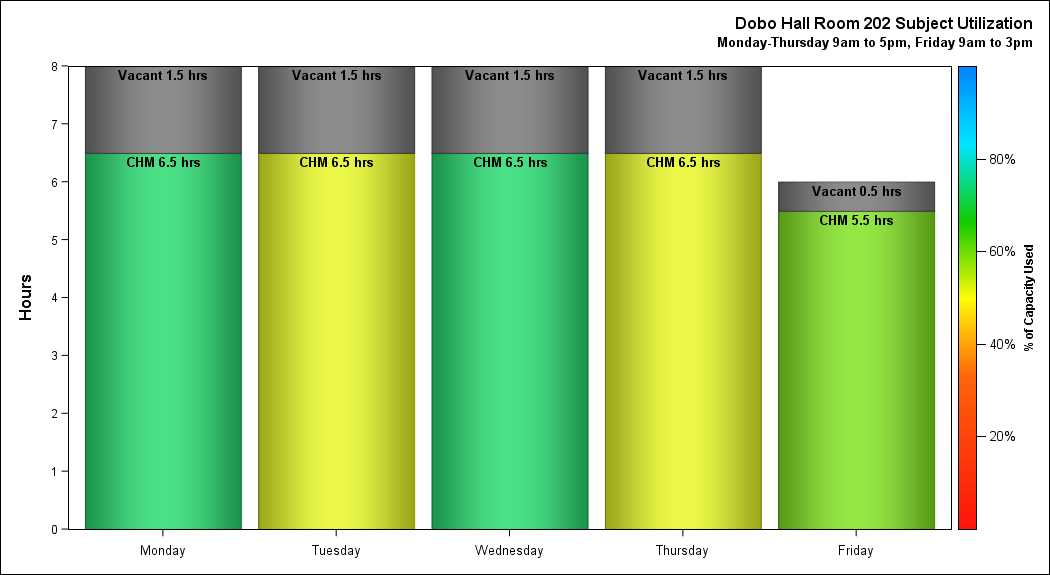 Dobo Hall Room 202 Subject Utilization
Monday-Thursday 9am to 5pm, Friday 9am to 3pm
Hours
8
7
6
5
4
3
2
1
0
Vacant 1.5 hrs
CHM 6.5 hrs
Vacant 1.5 hrs
CHM 6.5 hrs
Vacant 1.5 hrs
CHM 6.5 hrs
Vacant 1.5 hrs
CHM 6.5 hrs
Vacant 0.5 hrs
CHM 5.5 hrs
Monday
Tuesday
Wednesday
Thursday
Friday
80%
60%
40%
20%
% of Capacity Used